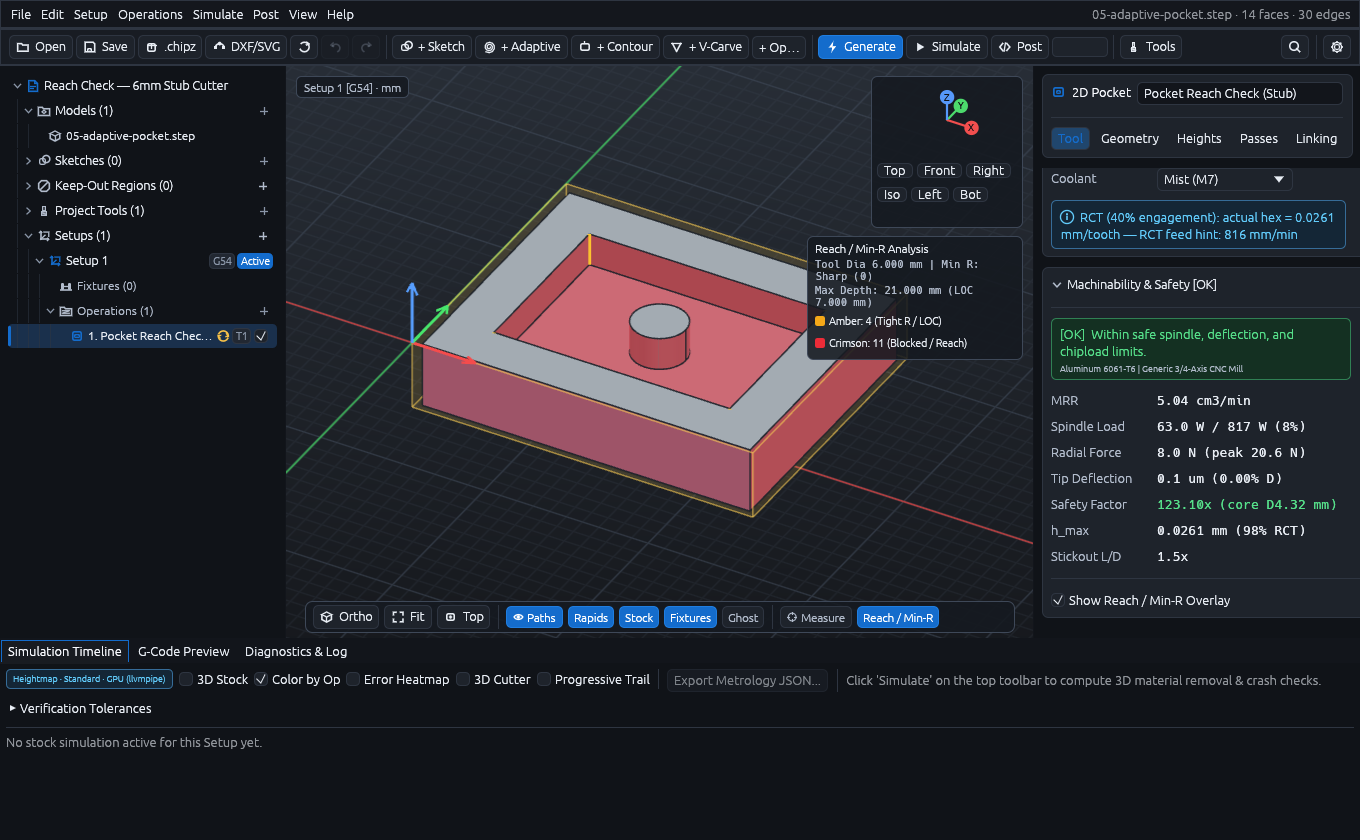 File Edit Setup Operations Simulate Post View Help
05-adaptive-pocket.step · 14 faces · 30 edges
Open Save .chipz DXF/SVG + Sketch + Adaptive + Contour + V-Carve + Op... Generate Simulate Post Tools
Reach Check — 6mm Stub Cutter
Models (1) +
05-adaptive-pocket.step
Sketches (0) +
Keep-Out Regions (0) +
Project Tools (1) +
Setups (1) +
Setup 1 G54 Active
Fixtures (0)
Operations (1) +
1. Pocket Reach Chec... T1
Setup 1 [G54] · mm
Z
Y
X
Top Front Right
Iso Left Bot
Reach / Min-R Analysis
Tool Dia 6.000 mm | Min R:
Sharp (0)
Max Depth: 21.000 mm (LOC
7.000 mm)
Amber: 4 (Tight R / LOC)
Crimson: 11 (Blocked / Reach)
Ortho Fit Top Paths Rapids Stock Fixtures Ghost Measure Reach / Min-R
2D Pocket Pocket Reach Check (Stub)
Tool Geometry Heights Passes Linking
Coolant Mist (M7)
RCT (40% engagement): actual hex = 0.0261
mm/tooth — RCT feed hint: 816 mm/min
Machinability & Safety [OK]
[OK] Within safe spindle, deflection, and
chipload limits.
Aluminum 6061-T6 | Generic 3/4-Axis CNC Mill
MRR 5.04 cm3/min
Spindle Load 63.0 W / 817 W (8%)
Radial Force 8.0 N (peak 20.6 N)
Tip Deflection 0.1 um (0.00% D)
Safety Factor 123.10x (core D4.32 mm)
h_max 0.0261 mm (98% RCT)
Stickout L/D 1.5x
Show Reach / Min-R Overlay
Simulation Timeline G-Code Preview Diagnostics & Log
Heightmap · Standard · GPU (llvmpipe) 3D Stock Color by Op Error Heatmap 3D Cutter Progressive Trail Export Metrology JSON... Click 'Simulate' on the top toolbar to compute 3D material removal & crash checks.
Verification Tolerances
No stock simulation active for this Setup yet.